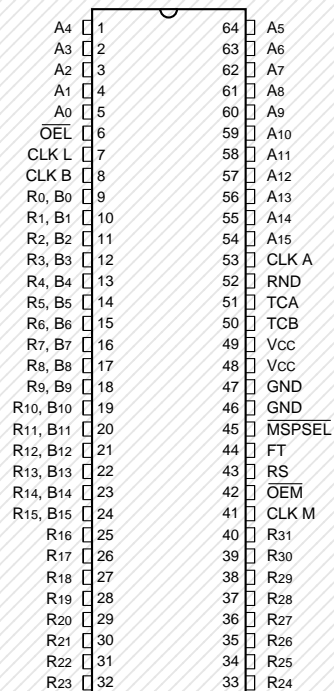 A4 1 64 A5
A3 2 63 A6
A2 3 62 A7
A1 4 61 A8
A0 5 60 A9
OEL 6 59 A10
CLK L 7 58 A11
CLK B 8 57 A12
R0, B0 9 56 A13
R1, B1 10 55 A14
R2, B2 11 54 A15
R3, B3 12 53 CLK A
R4, B4 13 52 RND
R5, B5 14 51 TCA
R6, B6 15 50 TCB
R7, B7 16 49 VCC
R8, B8 17 48 VCC
R9, B9 18 47 GND
R10, B10 19 46 GND
R11, B11 20 45 MSPSEL
R12, B12 21 44 FT
R13, B13 22 43 RS
R14, B14 23 42 OEM
R15, B15 24 41 CLK M
R16 25 40 R31
R17 26 39 R30
R18 27 38 R29
R19 28 37 R28
R20 29 36 R27
R21 30 35 R26
R22 31 34 R25
R23 32 33 R24